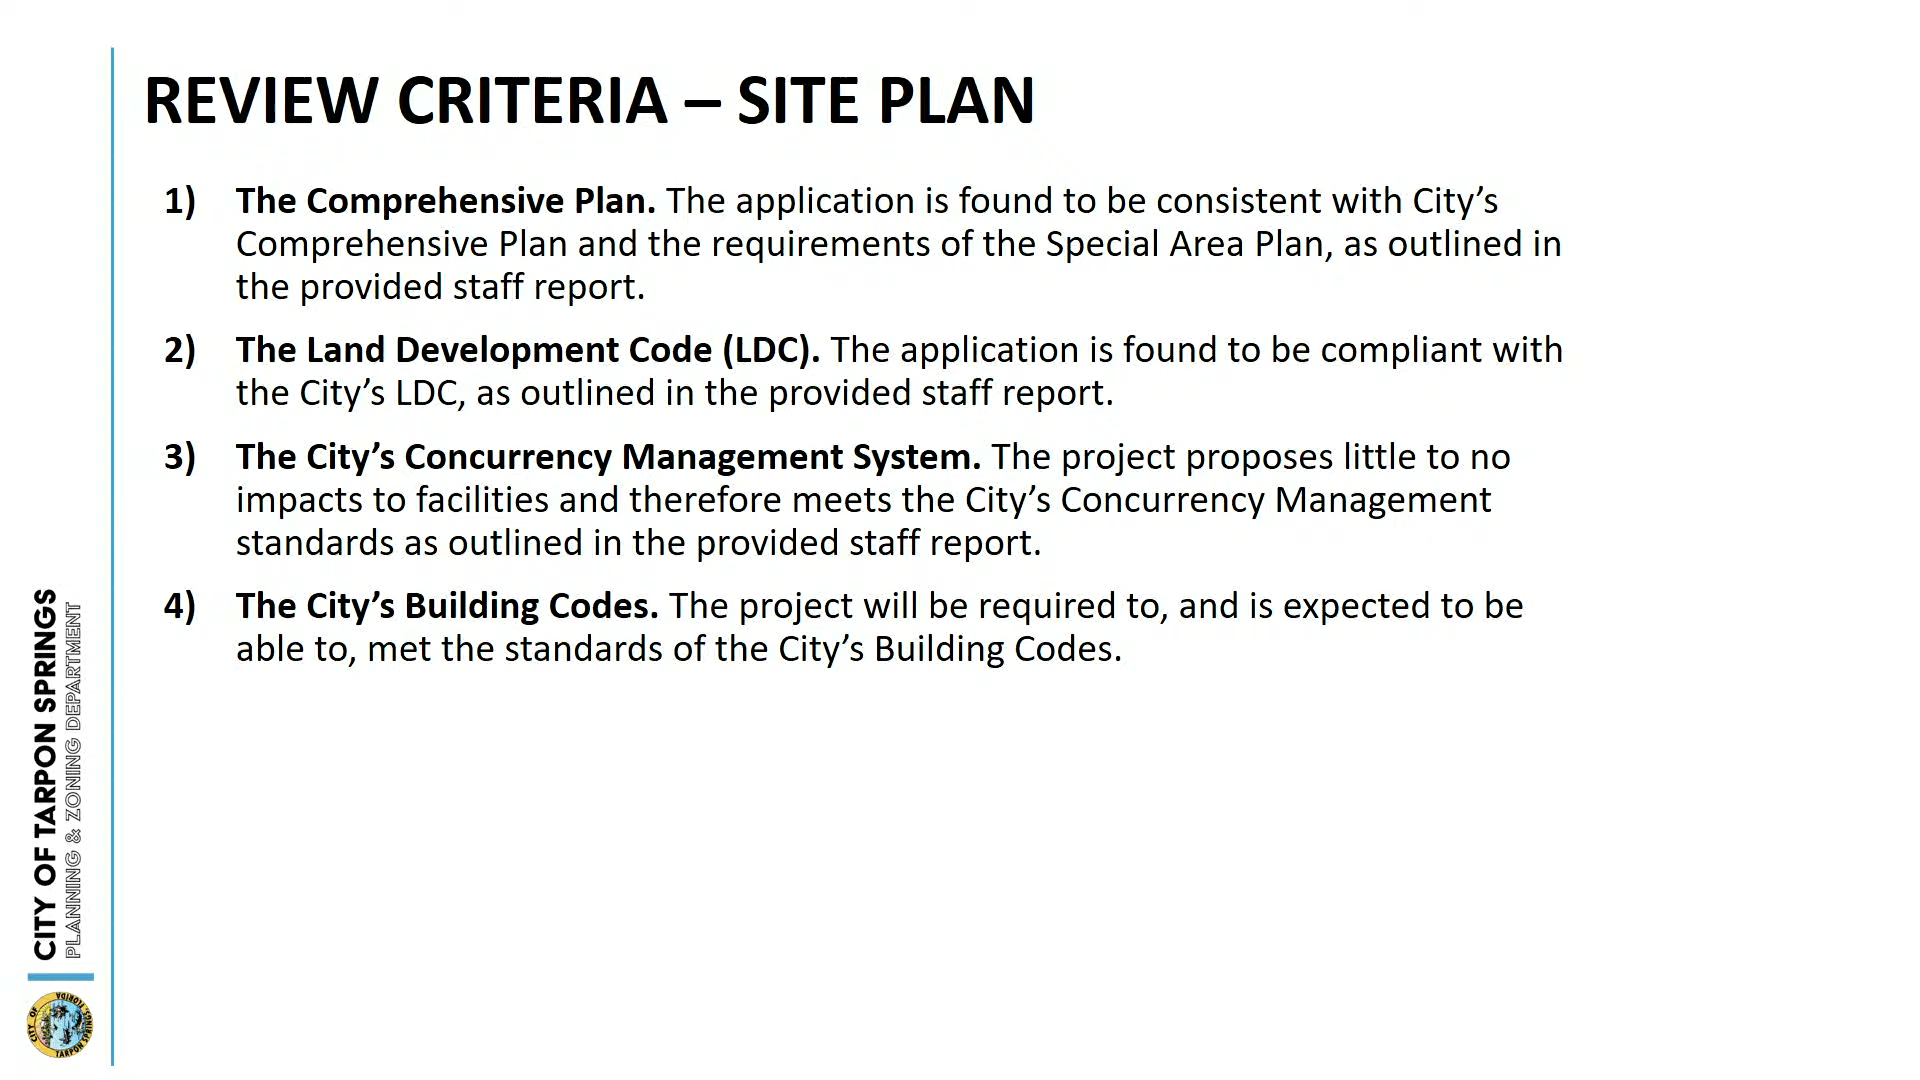 REVIEW CRITERIA – SITE PLAN
1) The Comprehensive Plan. The application is found to be consistent with City’s
Comprehensive Plan and the requirements of the Special Area Plan, as outlined in
the provided staff report.
2) The Land Development Code (LDC). The application is found to be compliant with
the City’s LDC, as outlined in the provided staff report.
3) The City’s Concurrency Management System. The project proposes little to no
impacts to facilities and therefore meets the City’s Concurrency Management
standards as outlined in the provided staff report.
4) The City’s Building Codes. The project will be required to, and is expected to be
able to, met the standards of the City’s Building Codes.
CITY OF TARPON SPRINGS
PLANNING & ZONING DEPARTMENT
CITY OF TARPON SPRINGS, FLORIDA